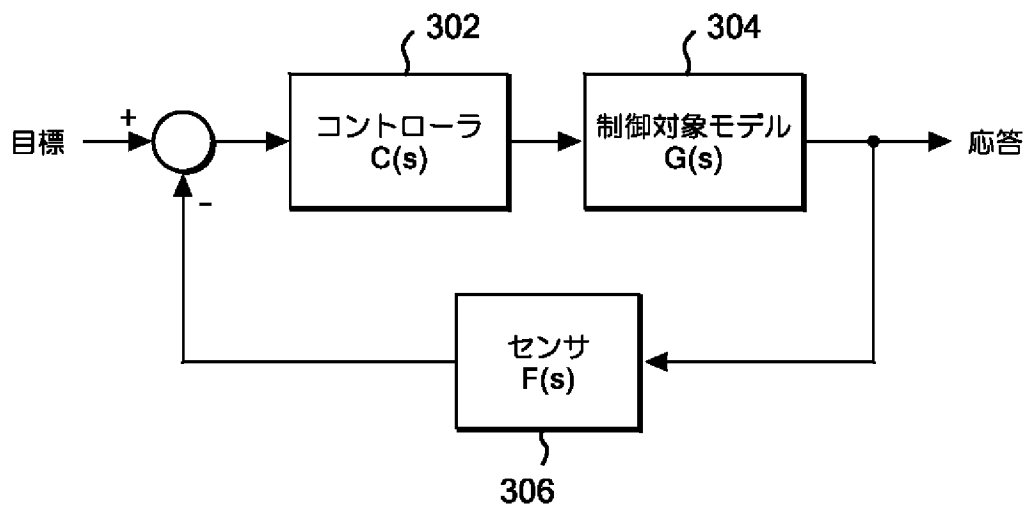 302
304
+
目標
コントローラ
C(s)
制御対象モデル
G(s)
応答
-
センサ
F(s)
306